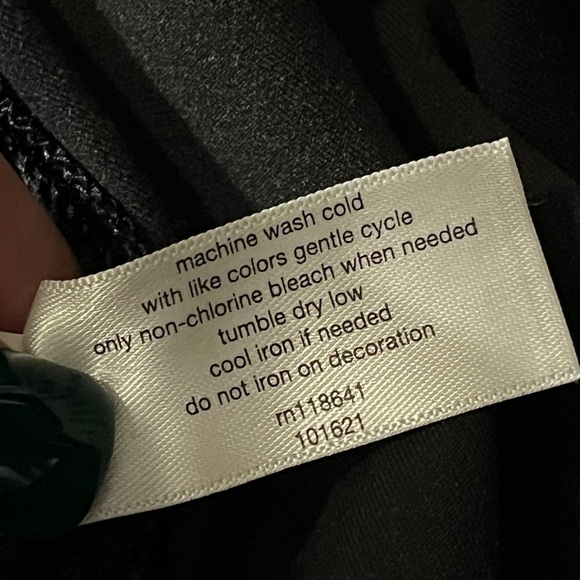 machine wash cold
with like colors gentle cycle
only non-chlorine bleach when needed
tumble dry low
cool iron if needed
do not iron on decoration
rn118641
101621